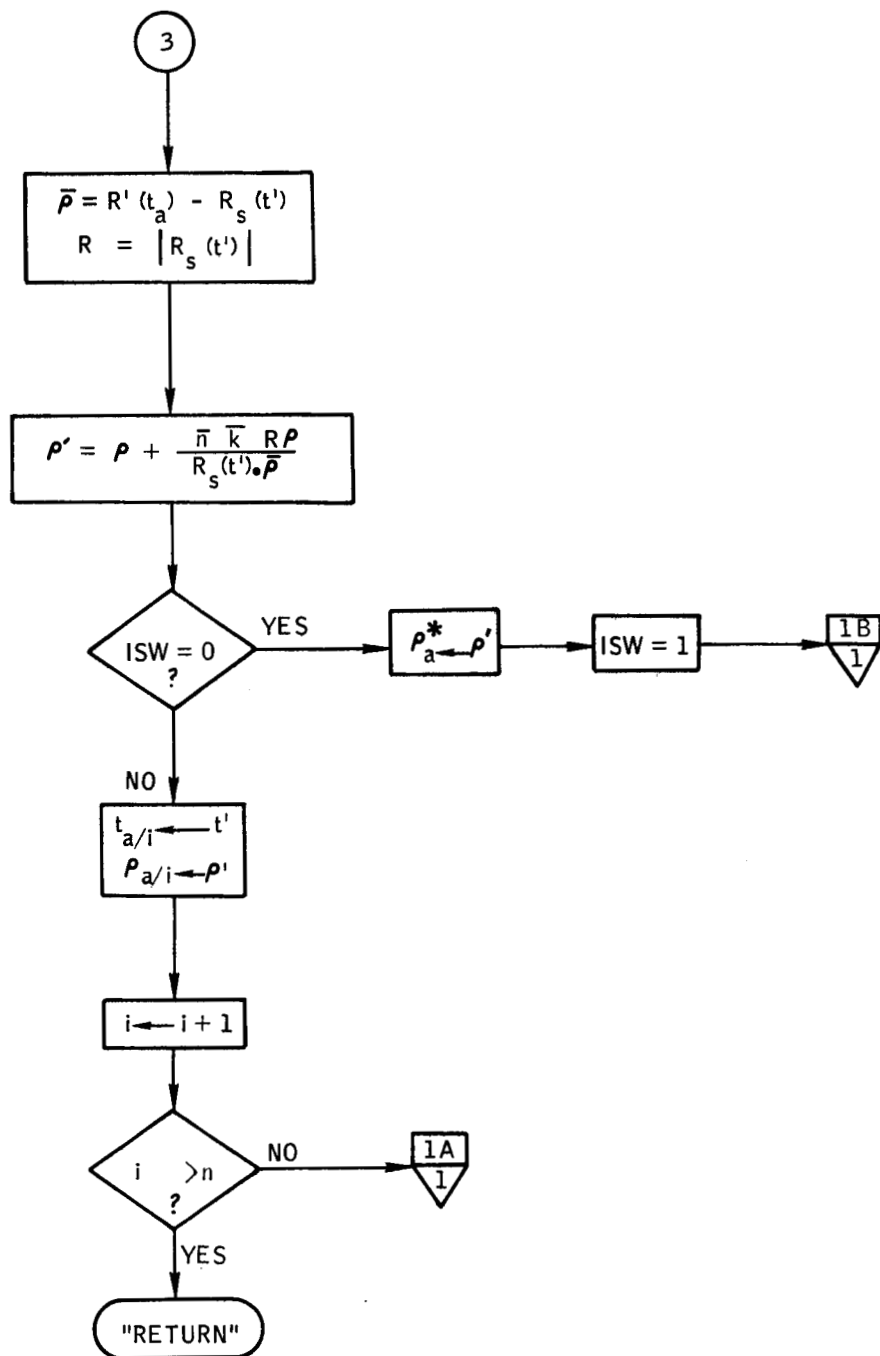 3
ρ̄ = R' (t_a) - R_s (t')
R = |R_s (t')|
ρ' = ρ + n̄ k̄ Rρ / R_s(t')•ρ̄
ISW = 0
?
YES
ρ_a^* ← ρ'
ISW = 1
1B
1
NO
t_a/i ← t'
ρ_a/i ← ρ'
i ← i + 1
i >n
?
NO
1A
1
YES
"RETURN"